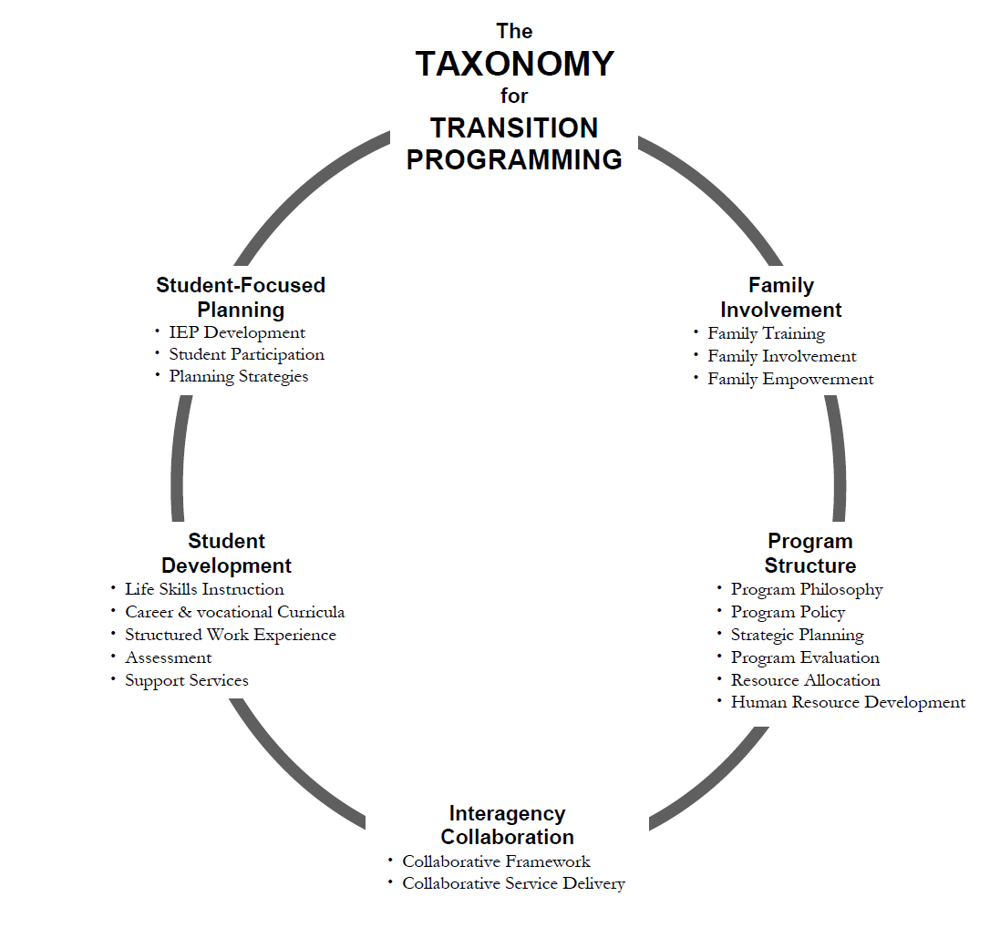 The
TAXONOMY
for
TRANSITION
PROGRAMMING
Student-Focused
Planning
• IEP Development
• Student Participation
• Planning Strategies
Family
Involvement
• Family Training
• Family Involvement
• Family Empowerment
Student
Development
• Life Skills Instruction
• Career & vocational Curricula
• Structured Work Experience
• Assessment
• Support Services
Program
Structure
• Program Philosophy
• Program Policy
• Strategic Planning
• Program Evaluation
• Resource Allocation
• Human Resource Development
Interagency
Collaboration
• Collaborative Framework
• Collaborative Service Delivery